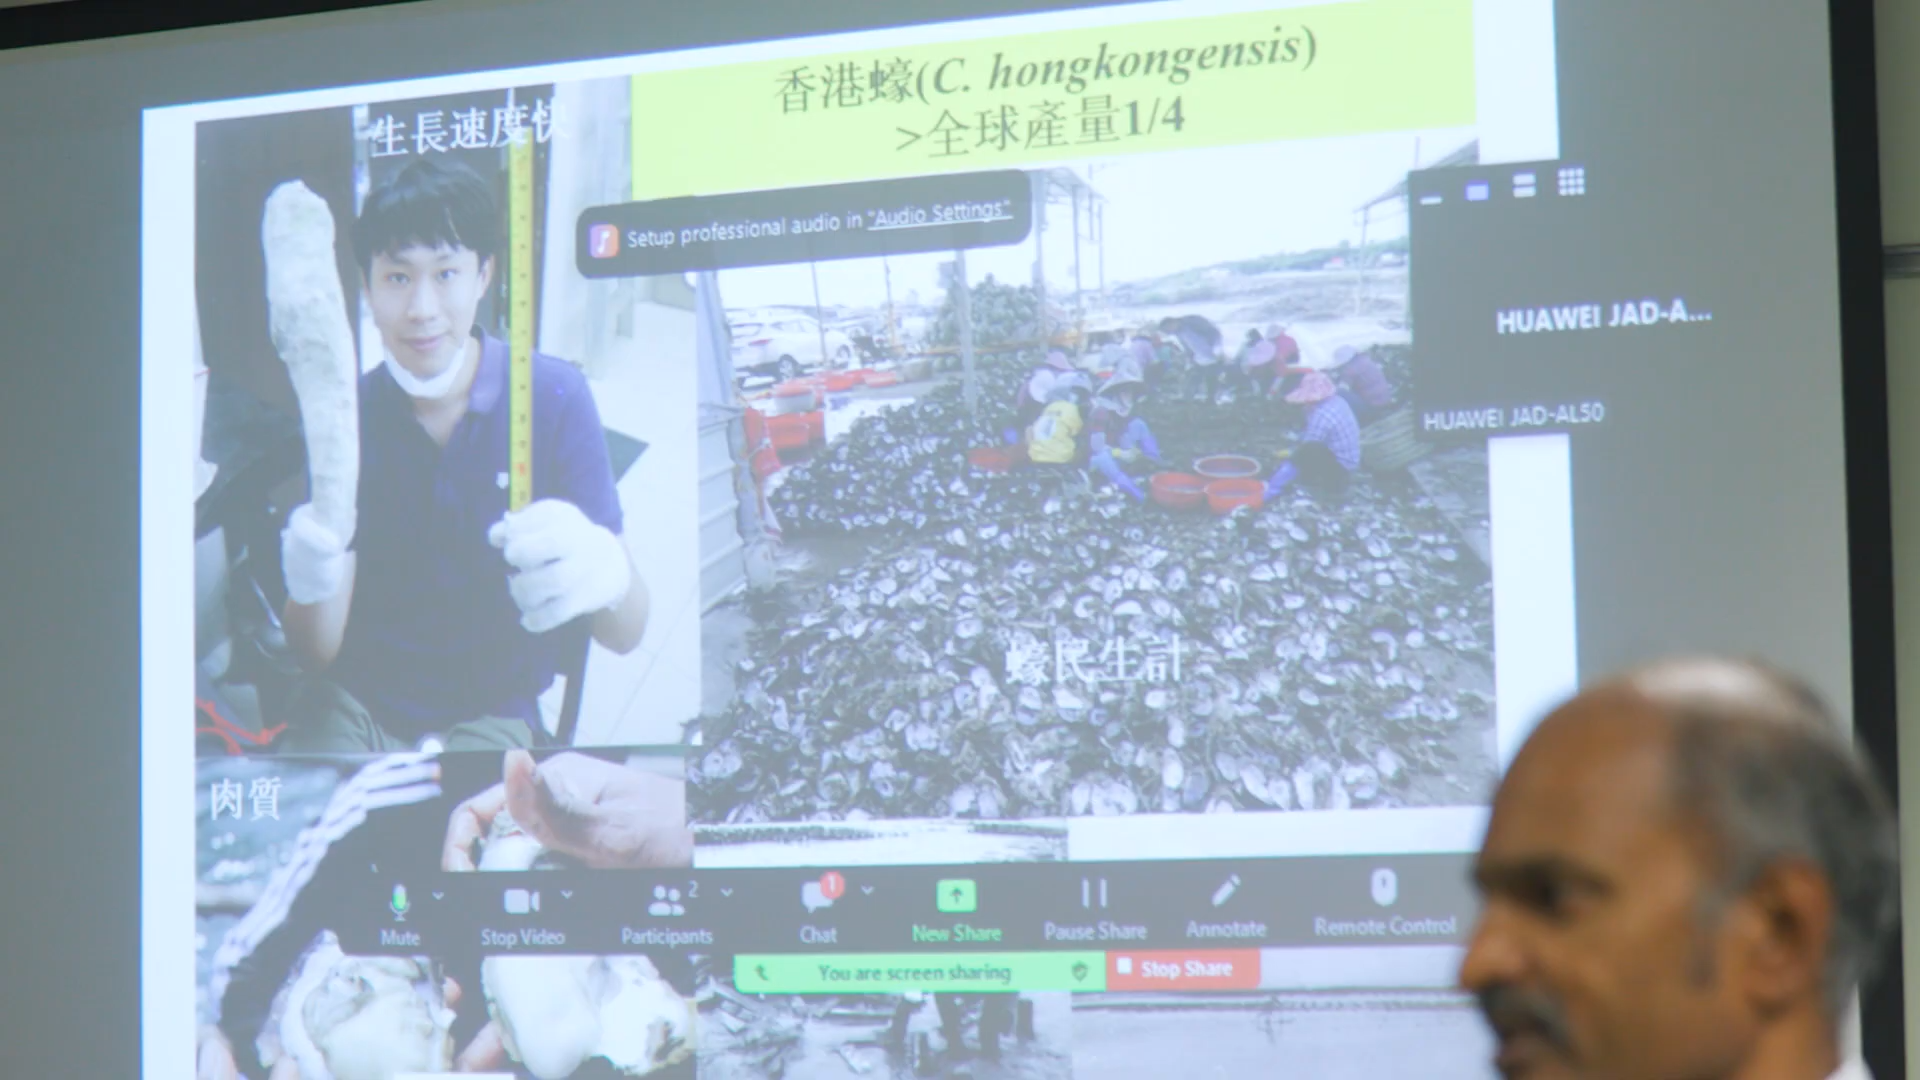 香港蠔(C. hongkongensis)
>全球產量1/4
生長速度快
Setup professional audio in "Audio Settings"
HUAWEI JAD-A...
HUAWEI JAD-AL50
蠔民生計
肉質
2
1
Mute
Stop Video
Participants
Chat
New Share
Pause Share
Annotate
Remote Control
You are screen sharing
Stop Share